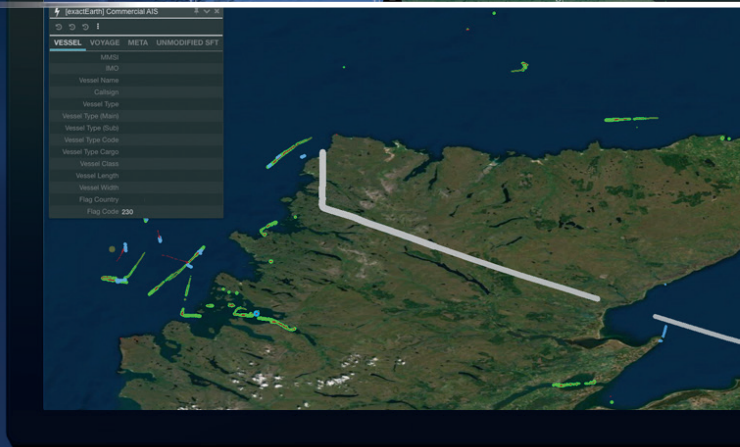 [exactEarth] Commercial AIS
VESSEL VOYAGE META UNMODIFIED SFT
MMSI
IMO
Vessel Name
Callsign
Vessel Type
Vessel Type (Main)
Vessel Type (Sub)
Vessel Type Code
Vessel Type Cargo
Vessel Class
Vessel Length
Vessel Width
Flag Country
Flag Code 230